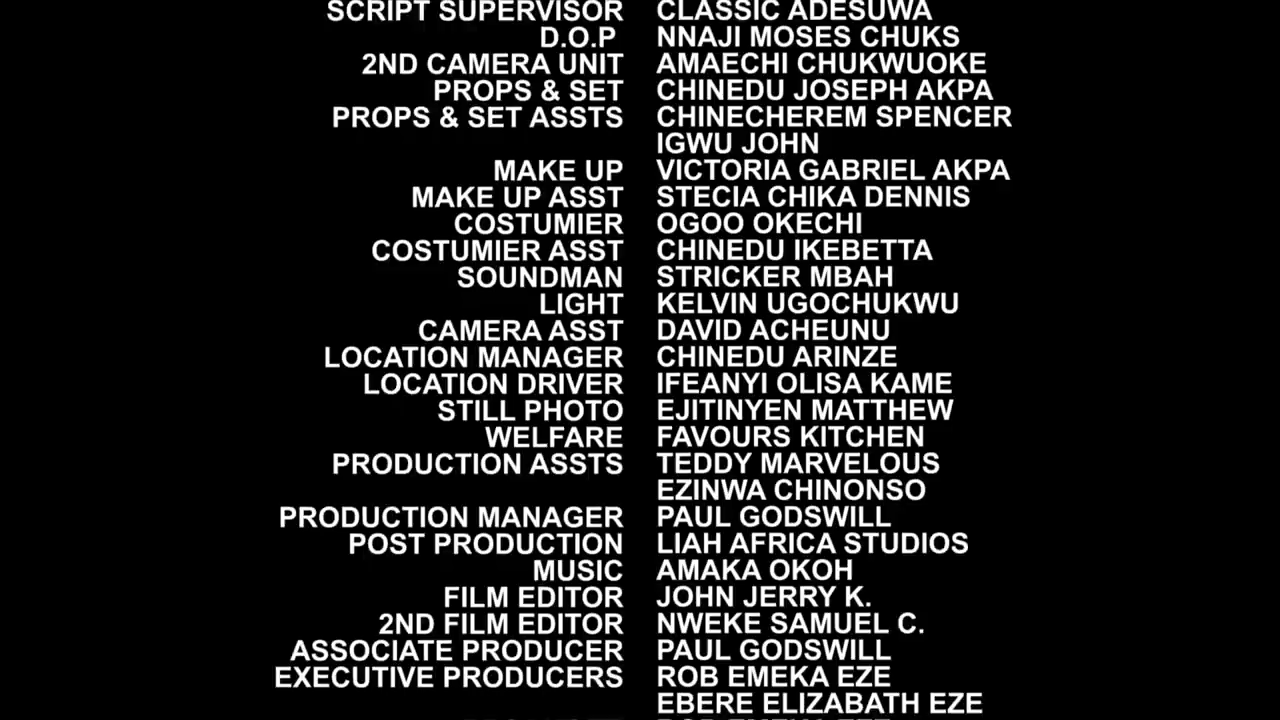 SCRIPT SUPERVISOR CLASSIC ADESUWA
D.O.P NNAJI MOSES CHUKS
2ND CAMERA UNIT AMAECHI CHUKWUOKE
PROPS & SET CHINEDU JOSEPH AKPA
PROPS & SET ASSTS CHINECHEREM SPENCER
IGWU JOHN
MAKE UP VICTORIA GABRIEL AKPA
MAKE UP ASST STECIA CHIKA DENNIS
COSTUMIER OGOO OKECHI
COSTUMIER ASST CHINEDU IKEBETTA
SOUNDMAN STRICKER MBAH
LIGHT KELVIN UGOCHUKWU
CAMERA ASST DAVID ACHEUNU
LOCATION MANAGER CHINEDU ARINZE
LOCATION DRIVER IFEANYI OLISA KAME
STILL PHOTO EJITINYEN MATTHEW
WELFARE FAVOURS KITCHEN
PRODUCTION ASSTS TEDDY MARVELOUS
EZINWA CHINONSO
PRODUCTION MANAGER PAUL GODSWILL
POST PRODUCTION LIAH AFRICA STUDIOS
MUSIC AMAKA OKOH
FILM EDITOR JOHN JERRY K.
2ND FILM EDITOR NWEKE SAMUEL C.
ASSOCIATE PRODUCER PAUL GODSWILL
EXECUTIVE PRODUCERS ROB EMEKA EZE
EBERE ELIZABATH EZE